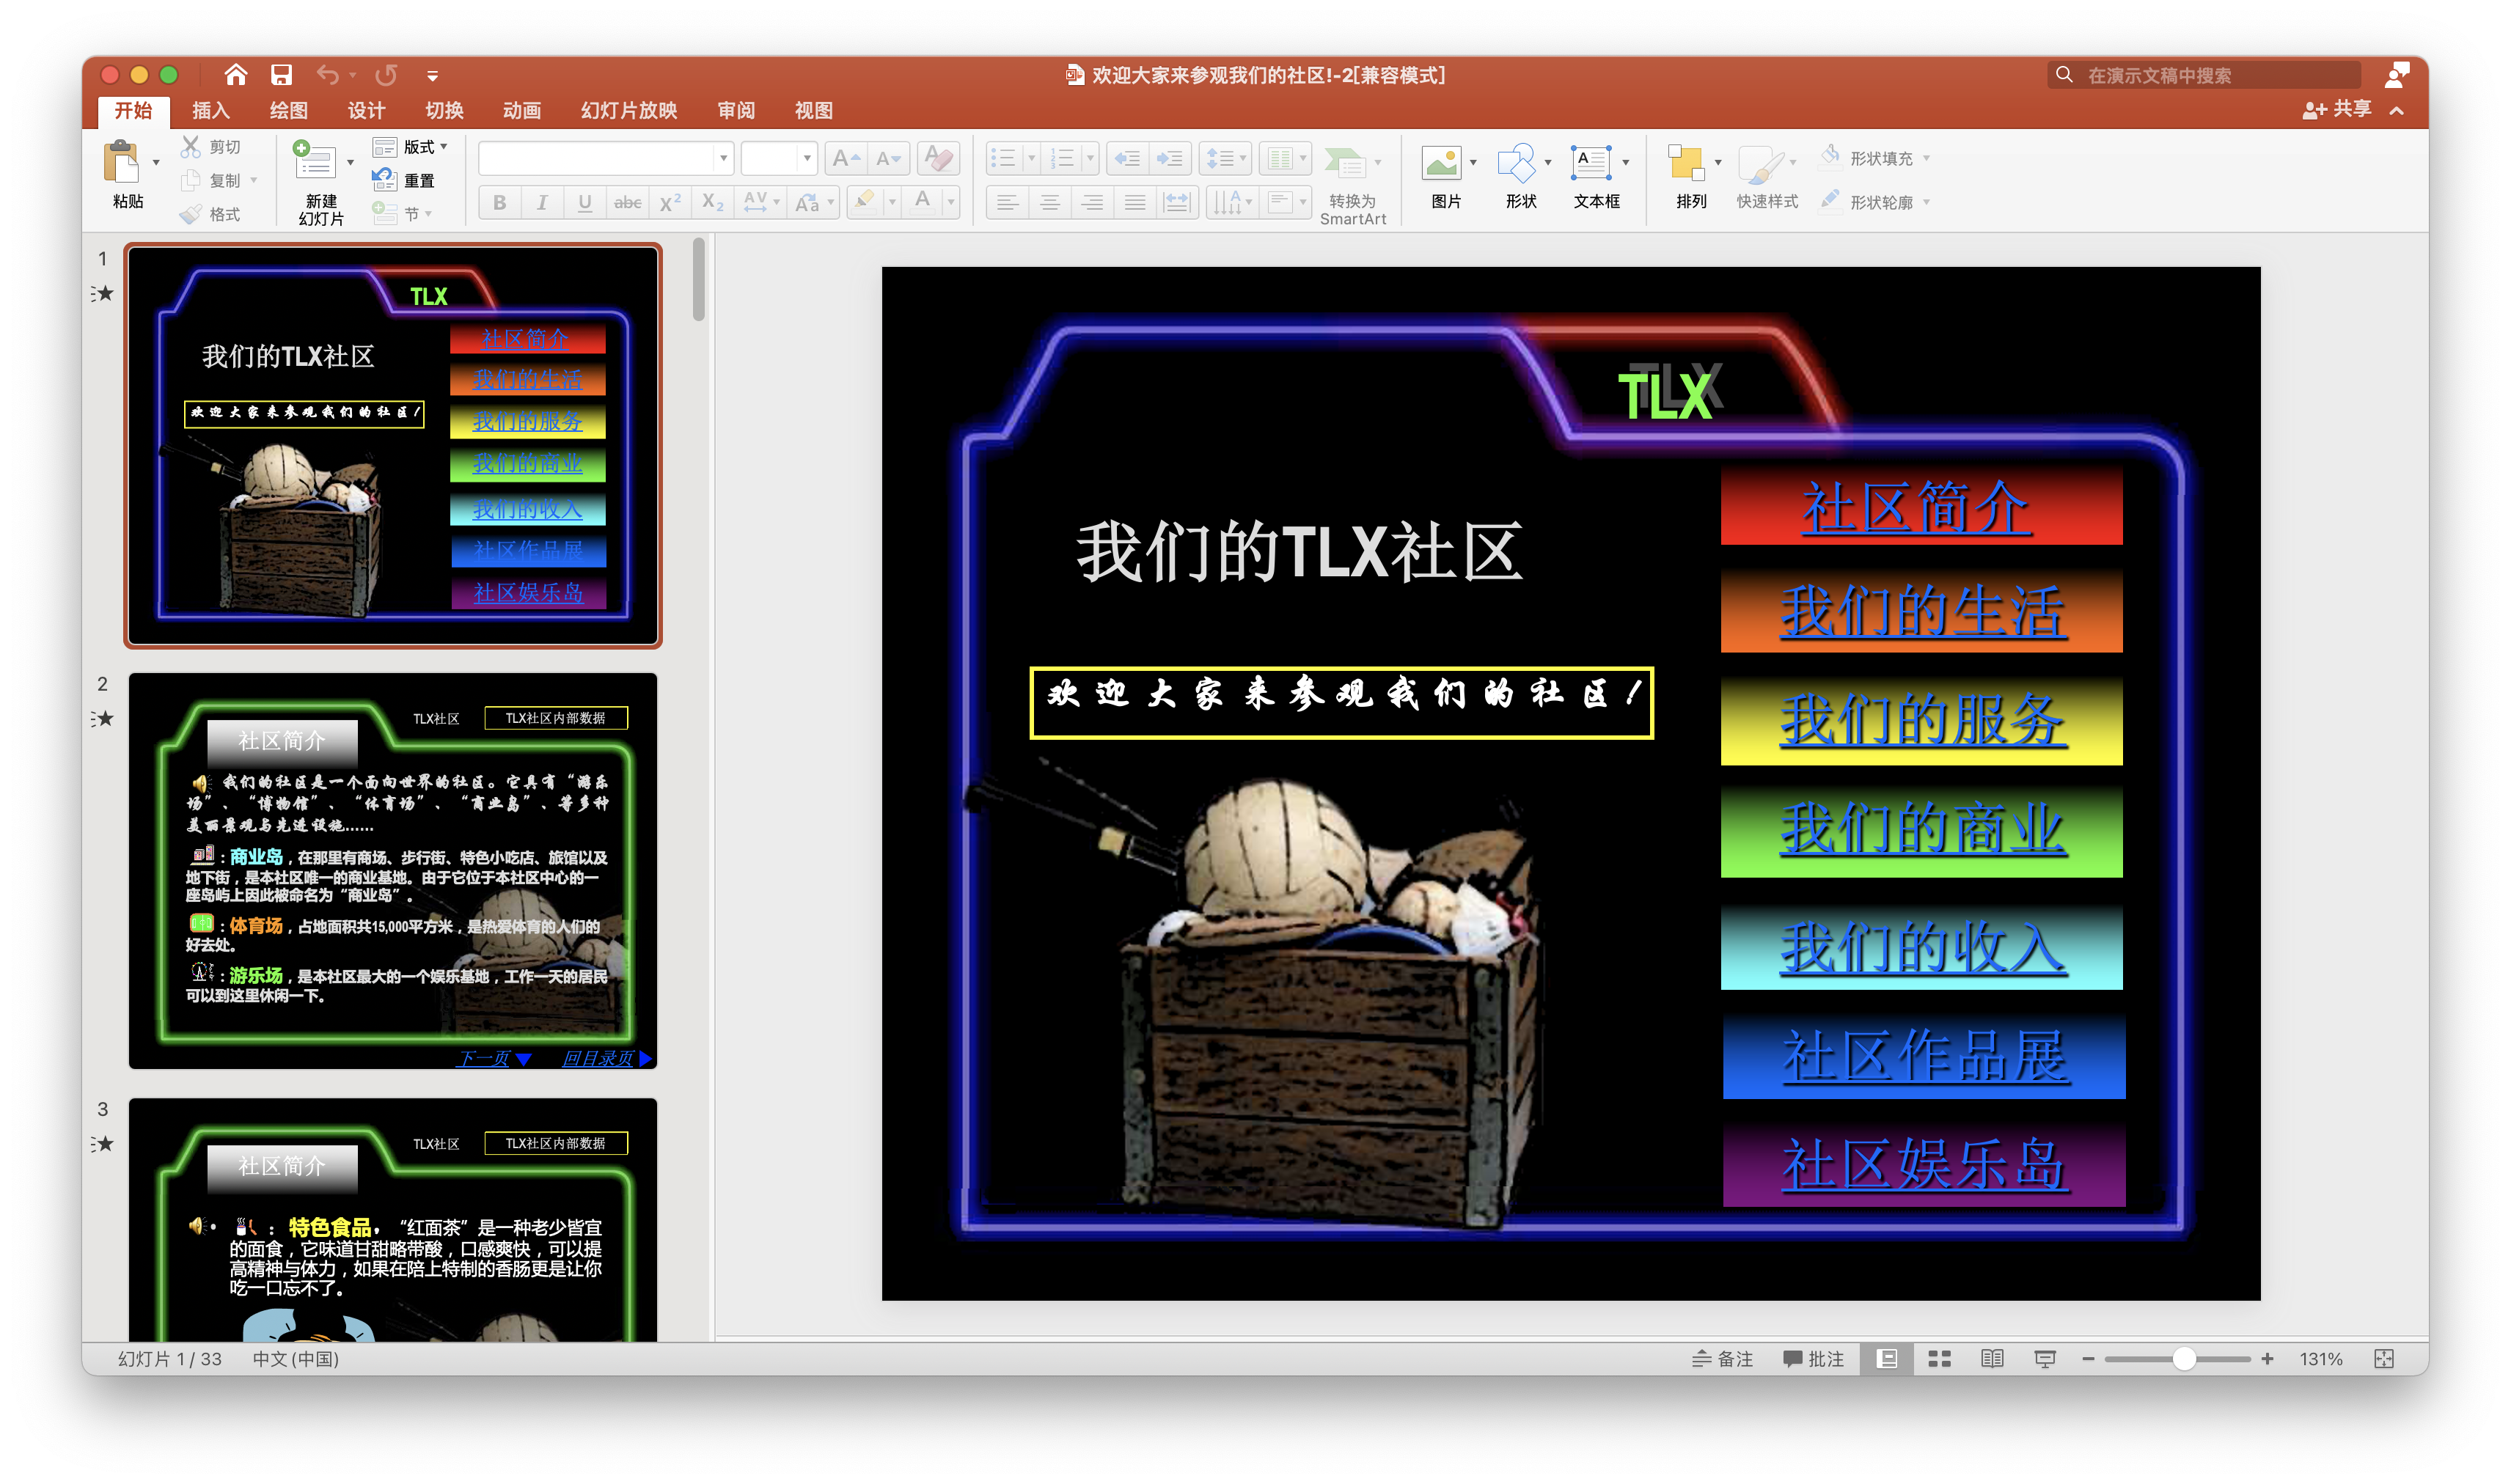 欢迎大家来参观我们的社区!-2[兼容模式]
在演示文稿中搜索
开始 插入 绘图 设计 切换 动画 幻灯片放映 审阅 视图
共享
粘贴
剪切
复制
格式
新建
幻灯片
版式
重置
节
B I U abc X² X₂ AV Aa A
转换为
SmartArt
图片
形状
文本框
排列
快速样式
形状填充
形状轮廓
1
TLX
我们的TLX社区
欢迎大家来参观我们的社区!
社区简介
我们的生活
我们的服务
我们的商业
我们的收入
社区作品展
社区娱乐岛
2
社区简介
TLX社区
TLX社区内部数据
我们的社区是一个面向世界的社区。它具有“游乐
场”、“博物馆”、“体育场”、“商业岛”、等多种
美丽景观与先进设施......
:商业岛,在那里有商场、步行街、特色小吃店、旅馆以及
地下街,是本社区唯一的商业基地。由于它位于本社区中心的一
座岛屿上因此被命名为“商业岛”。
:体育场,占地面积共15,000平方米,是热爱体育的人们的
好去处。
:游乐场,是本社区最大的一个娱乐基地,工作一天的居民
可以到这里休闲一下。
下一页
回目录页
3
社区简介
TLX社区
TLX社区内部数据
• :特色食品,“红面茶”是一种老少皆宜
的面食,它味道甘甜略带酸,口感爽快,可以提
高精神与体力,如果在陪上特制的香肠更是让你
吃一口忘不了。
TLX
我们的TLX社区
欢迎大家来参观我们的社区!
社区简介
我们的生活
我们的服务
我们的商业
我们的收入
社区作品展
社区娱乐岛
幻灯片 1 / 33 中文 (中国)
备注 批注 131%